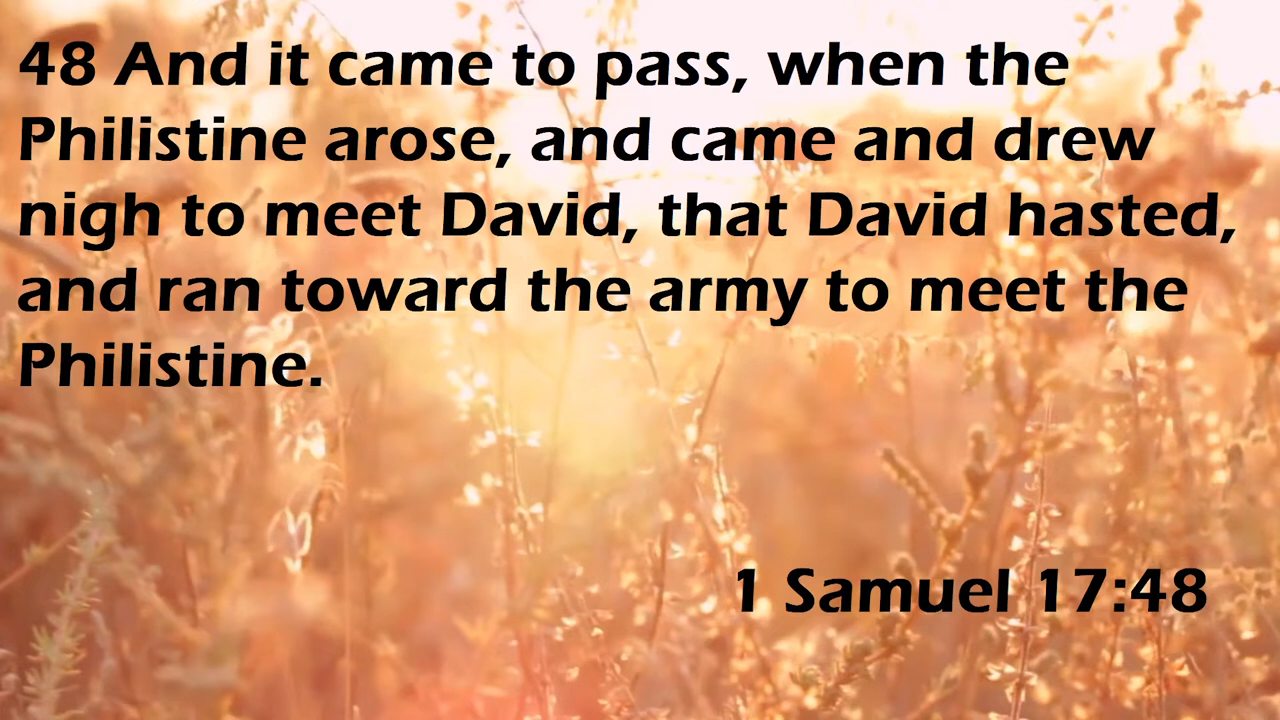 48 And it came to pass, when the
Philistine arose, and came and drew
nigh to meet David, that David hasted,
and ran toward the army to meet the
Philistine.
1 Samuel 17:48